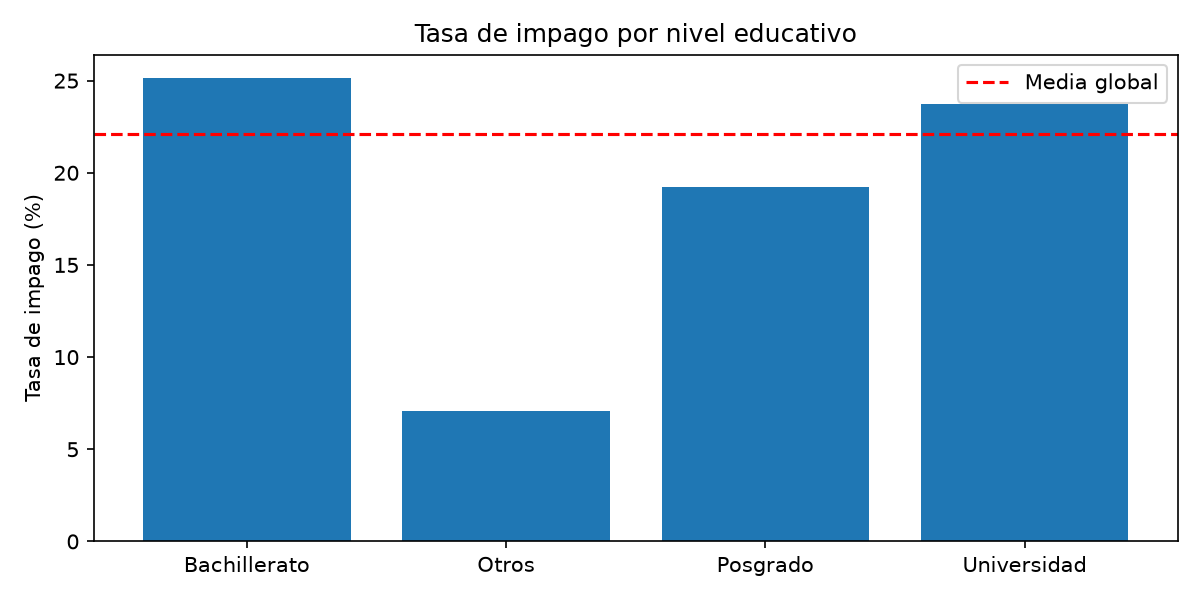 Tasa de impago por nivel educativo
Media global
Tasa de impago (%)
25
20
15
10
5
0
Bachillerato
Otros
Posgrado
Universidad